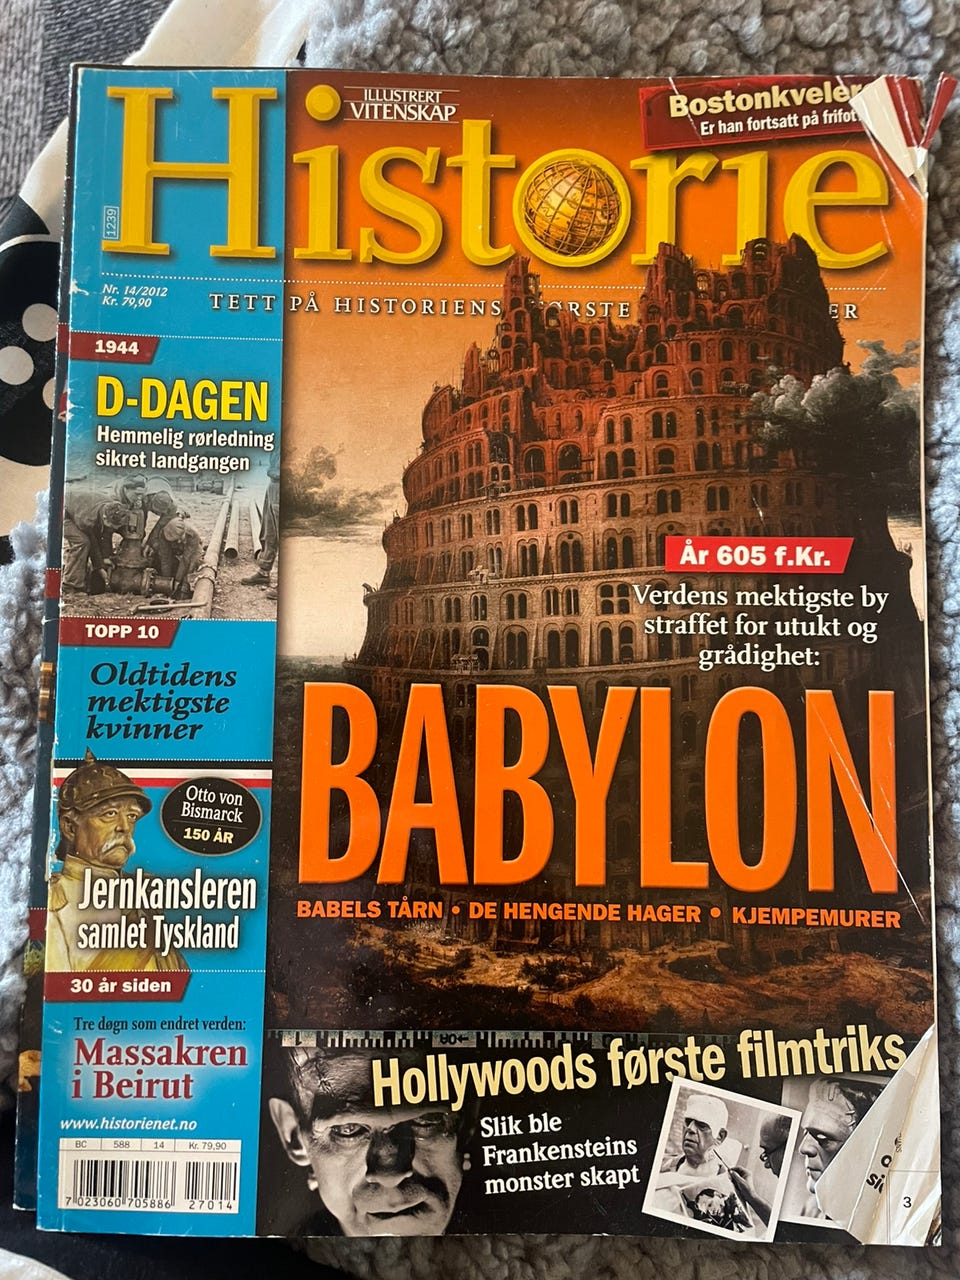 ILLUSTRERT
VITENSKAP
Historie
Bostonkvelere
Er han fortsatt på frifot
1239
Nr. 14/2012
Kr. 79,90
TETT PÅ HISTORIENS
1944
D-DAGEN
Hemmelig rørledning
sikret landgangen
TOPP 10
Oldtidens
mektigste
kvinner
Otto von
Bismarck
150 ÅR
Jernkansleren
samlet Tyskland
30 år siden
Tre døgn som endret verden:
Massakren
i Beirut
www.historienet.no
BC 588 14 Kr. 79,90
7 023060 705886 27014
År 605 f.Kr.
Verdens mektigste by
straffet for utukt og
grådighet:
BABYLON
BABELS TÅRN • DE HENGENDE HAGER • KJEMPEMURER
Hollywoods første filmtriks
Slik ble
Frankensteins
monster skapt
3